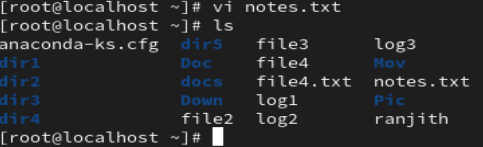 [root@localhost ~]# vi notes.txt
[root@localhost ~]# ls
anaconda-ks.cfg  dir5   file3      log3
dir1             Doc    file4      Mov
dir2             docs   file4.txt  notes.txt
dir3             Down   log1       Pic
dir4             file2  log2       ranjith
[root@localhost ~]#